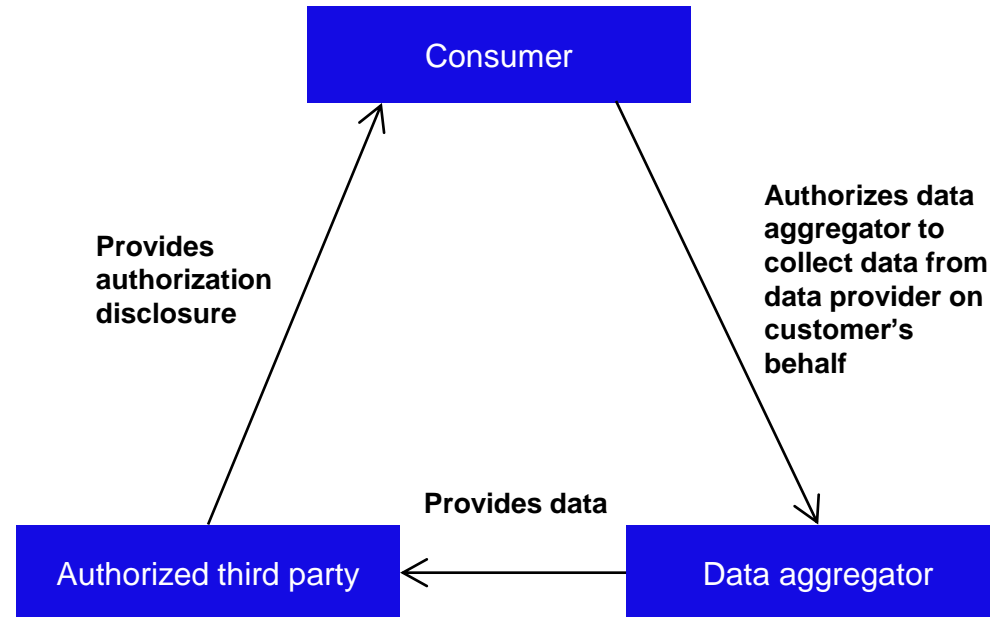 Consumer
Authorizes data
aggregator to
collect data from
data provider on
customer’s
behalf
Provides
authorization
disclosure
Provides data
Authorized third party
Data aggregator